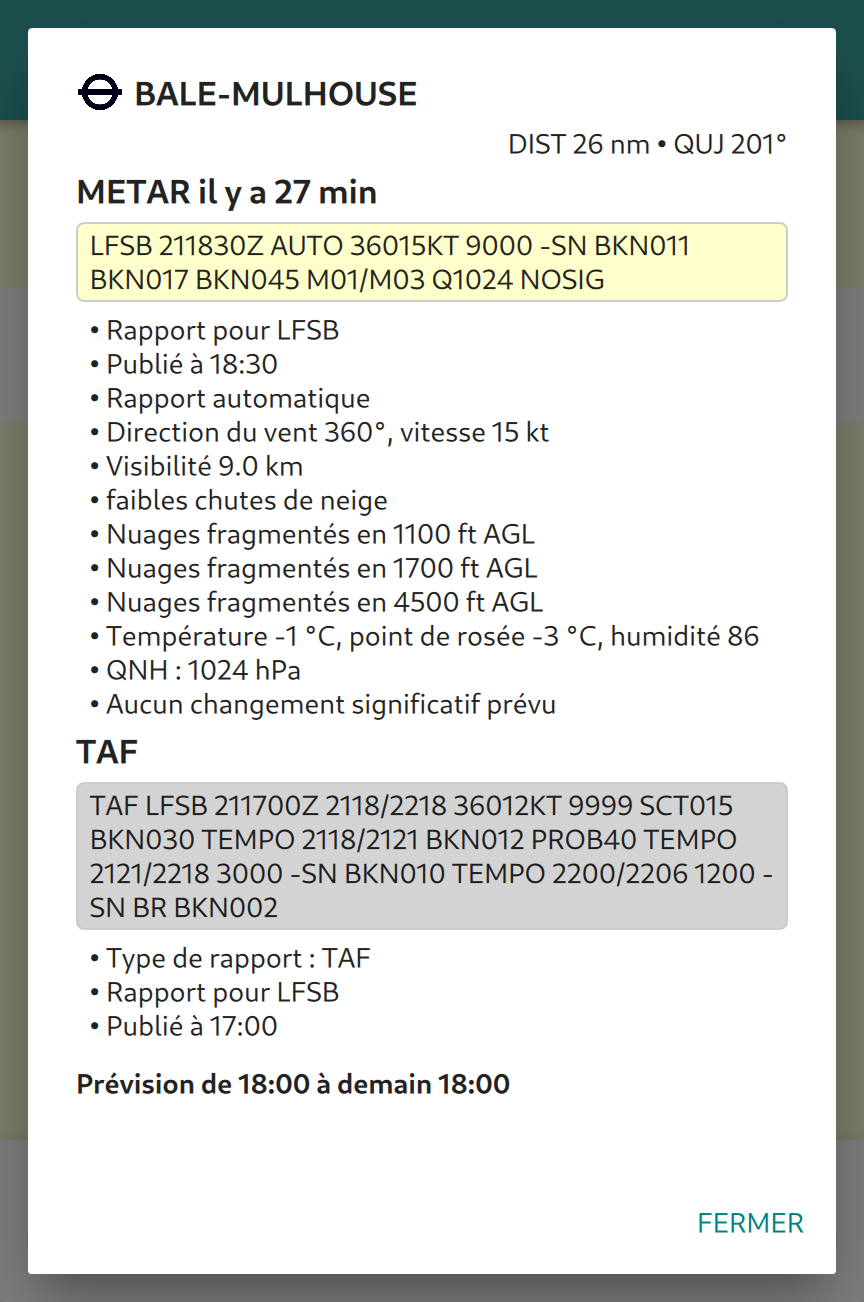 BALE-MULHOUSE
DIST 26 nm • QUJ 201°
METAR il y a 27 min
LFSB 211830Z AUTO 36015KT 9000 -SN BKN011
BKN017 BKN045 M01/M03 Q1024 NOSIG
• Rapport pour LFSB
• Publié à 18:30
• Rapport automatique
• Direction du vent 360°, vitesse 15 kt
• Visibilité 9.0 km
• faibles chutes de neige
• Nuages fragmentés en 1100 ft AGL
• Nuages fragmentés en 1700 ft AGL
• Nuages fragmentés en 4500 ft AGL
• Température -1 °C, point de rosée -3 °C, humidité 86
• QNH : 1024 hPa
• Aucun changement significatif prévu
TAF
TAF LFSB 211700Z 2118/2218 36012KT 9999 SCT015
BKN030 TEMPO 2118/2121 BKN012 PROB40 TEMPO
2121/2218 3000 -SN BKN010 TEMPO 2200/2206 1200 -
SN BR BKN002
• Type de rapport : TAF
• Rapport pour LFSB
• Publié à 17:00
Prévision de 18:00 à demain 18:00
FERMER